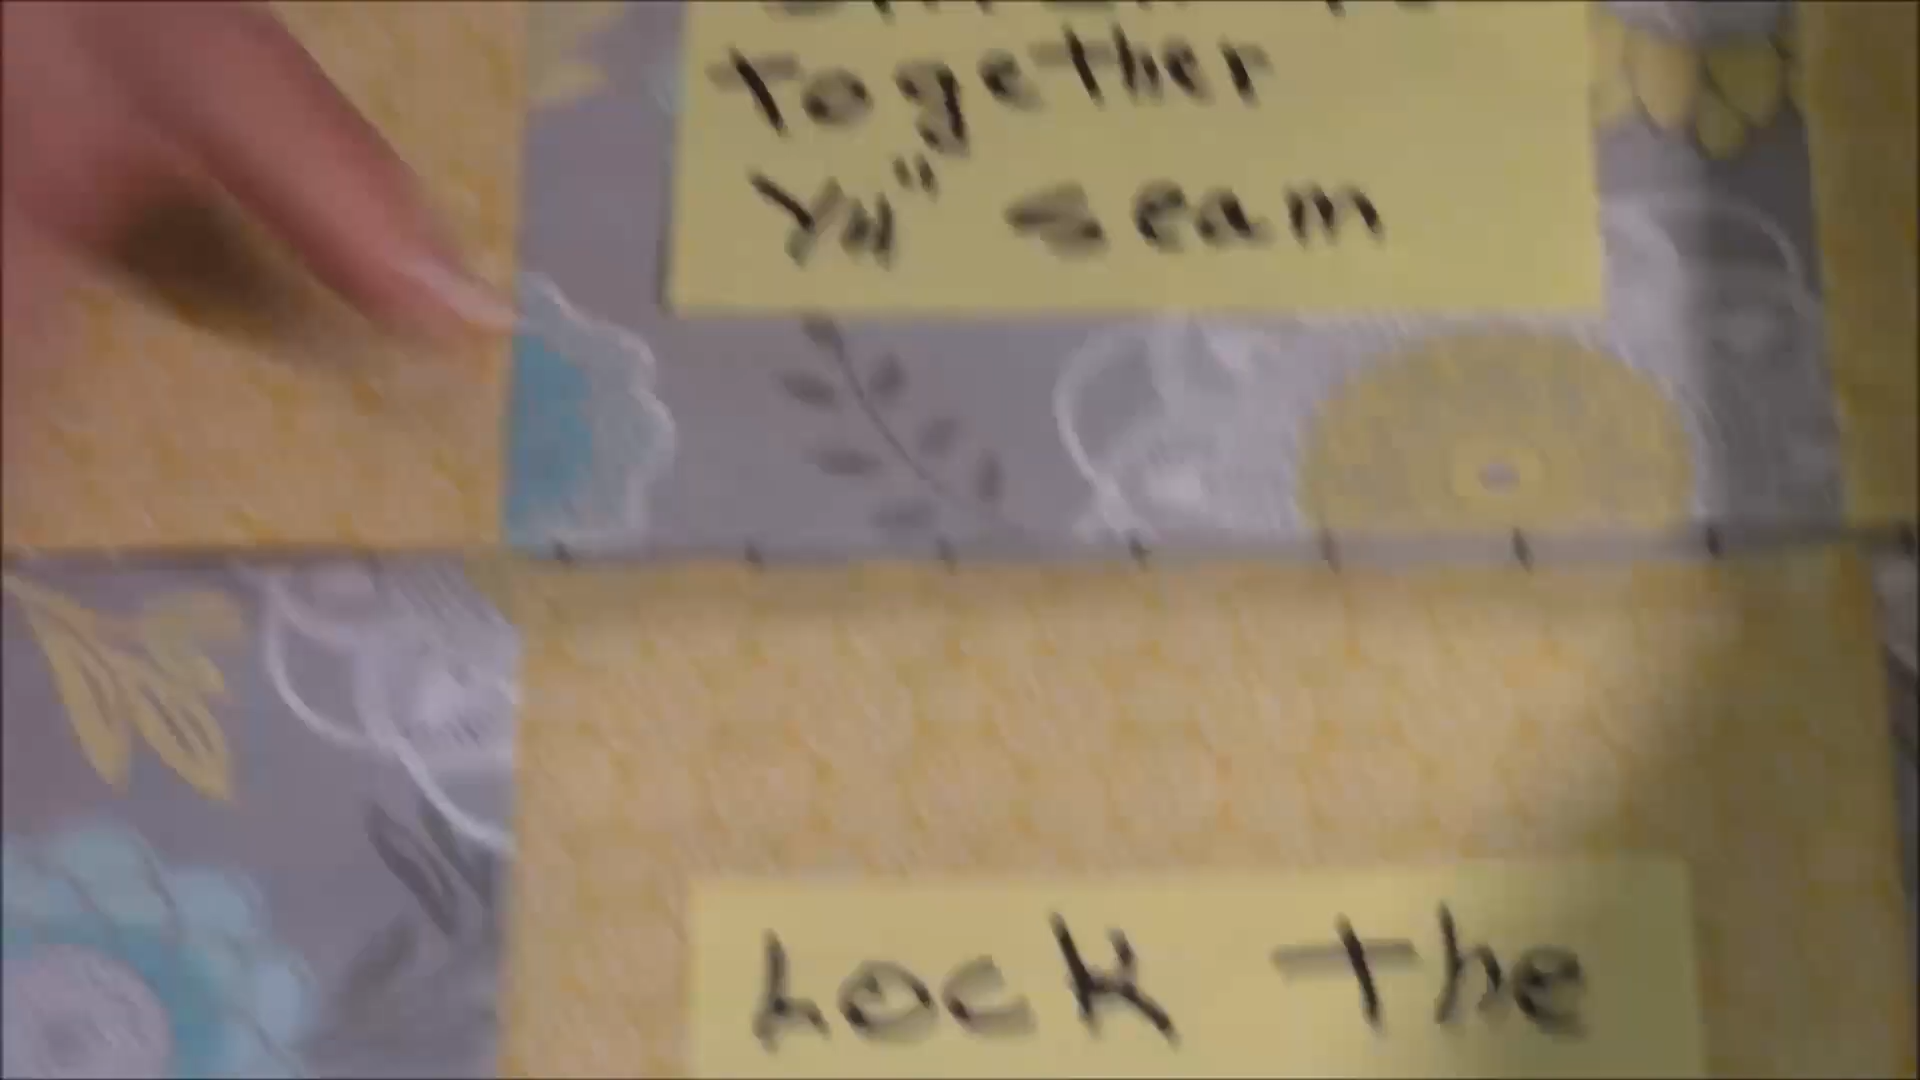 Together
1/4" seam
Lock the